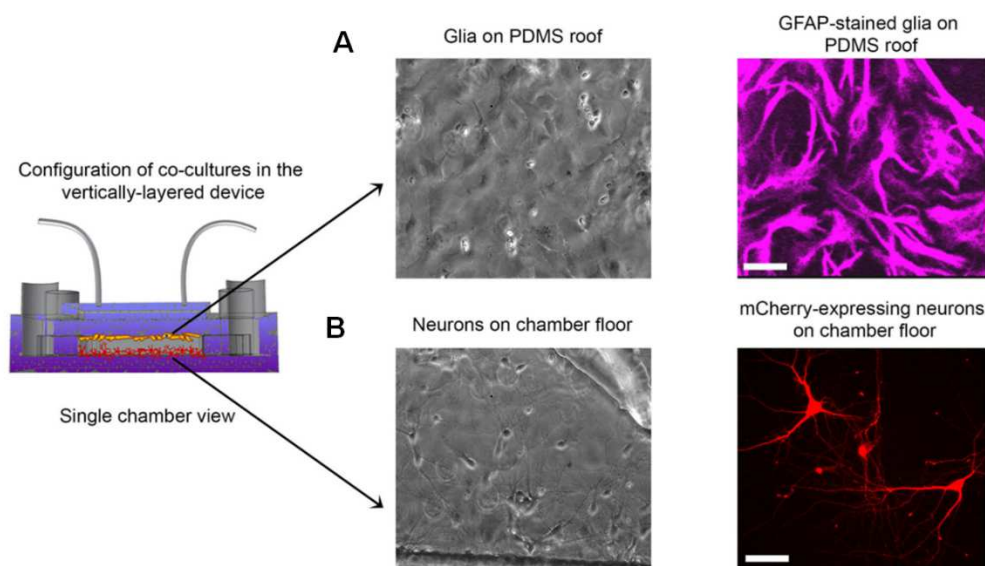 A
Glia on PDMS roof
GFAP-stained glia on
PDMS roof
Configuration of co-cultures in the
vertically-layered device
B
Neurons on chamber floor
mCherry-expressing neurons
on chamber floor
Single chamber view